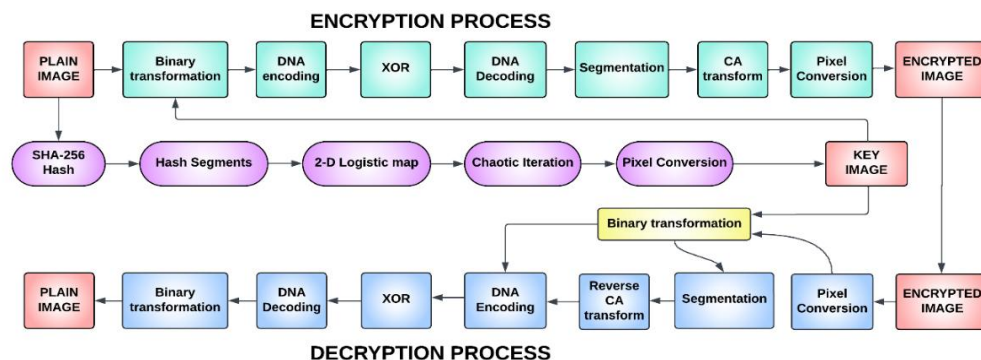 ENCRYPTION PROCESS
PLAIN
IMAGE
Binary
transformation
DNA
encoding
XOR
DNA
Decoding
Segmentation
CA
transform
Pixel
Conversion
ENCRYPTED
IMAGE
SHA-256
Hash
Hash Segments
2-D Logistic map
Chaotic Iteration
Pixel Conversion
KEY
IMAGE
Binary transformation
PLAIN
IMAGE
Binary
transformation
DNA
Decoding
XOR
DNA
Encoding
Reverse
CA
transform
Segmentation
Pixel
Conversion
ENCRYPTED
IMAGE
DECRYPTION PROCESS